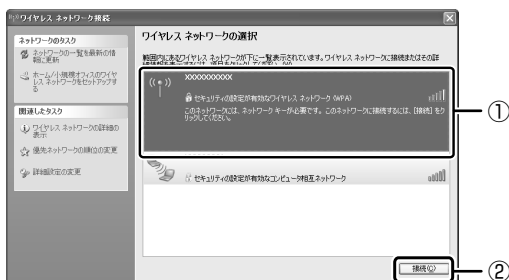 ワイヤレス ネットワーク接続
ネットワークのタスク
ネットワークの一覧を最新の情報に更新
ホーム/小規模オフィスのワイヤレス ネットワークをセットアップする
関連したタスク
ワイヤレス ネットワークの詳細の表示
優先ネットワークの順位の変更
詳細設定の変更
ワイヤレス ネットワークの選択
範囲内にあるワイヤレス ネットワークが下に一覧表示されています。ワイヤレス ネットワークに接続またはその詳
XXXXXXXXXX
セキュリティの設定が有効なワイヤレス ネットワーク (WPA)
このネットワークには、ネットワーク キーが必要です。このネットワークに接続するには、[接続] をクリックしてください。
セキュリティの設定が有効なコンピュータ相互ネットワーク
接続(C)
①
②